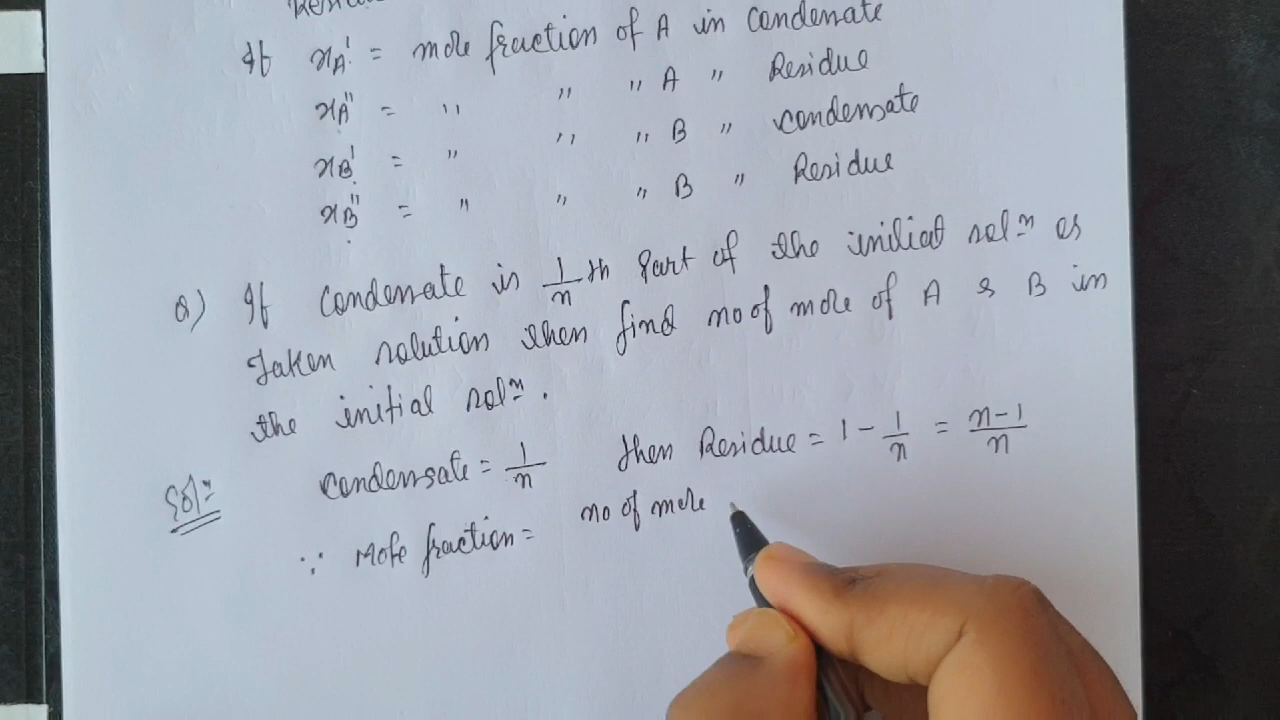 If xA' = mole fraction of A in Condensate
xA'' = " " " A " Residue
xB' = " " " B " condensate
xB'' = " " " B " Residue
Q) If Condensate is 1/n th Part of the initial solⁿ as
taken solution then find no of mole of A & B in
the initial solⁿ.
Solⁿ Condensate = 1/n then Residue = 1 - 1/n = n-1/n
∵ Mole fraction = no of mole